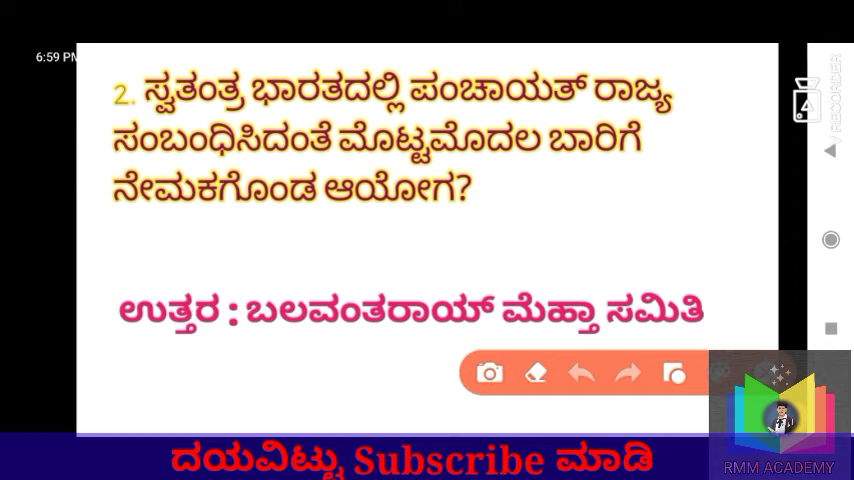 6:59 PM
2. ಸ್ವತಂತ್ರ ಭಾರತದಲ್ಲಿ ಪಂಚಾಯತ್ ರಾಜ್ಯ
ಸಂಬಂಧಿಸಿದಂತೆ ಮೊಟ್ಟಮೊದಲ ಬಾರಿಗೆ
ನೇಮಕಗೊಂಡ ಆಯೋಗ?
ಉತ್ತರ : ಬಲವಂತರಾಯ್ ಮೆಹ್ತಾ ಸಮಿತಿ
/ RECORDER
RMM ACADEMY
ದಯವಿಟ್ಟು Subscribe ಮಾಡಿ